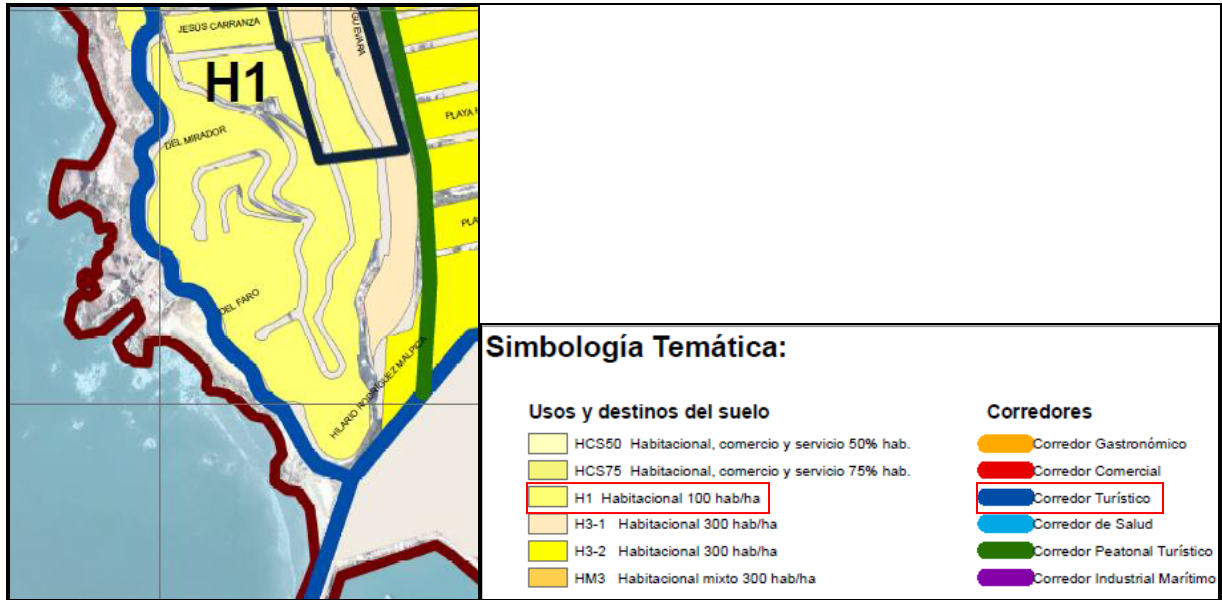 JESÚS CARRANZA
GUEVARA
H1
PLAYA
DEL MIRADOR
DEL FARO
HILARIO RODRÍGUEZ MALPICA
Simbología Temática:
Usos y destinos del suelo
HCS50 Habitacional, comercio y servicio 50% hab.
HCS75 Habitacional, comercio y servicio 75% hab.
H1 Habitacional 100 hab/ha
H3-1 Habitacional 300 hab/ha
H3-2 Habitacional 300 hab/ha
HM3 Habitacional mixto 300 hab/ha
Corredores
Corredor Gastronómico
Corredor Comercial
Corredor Turístico
Corredor de Salud
Corredor Peatonal Turístico
Corredor Industrial Marítimo